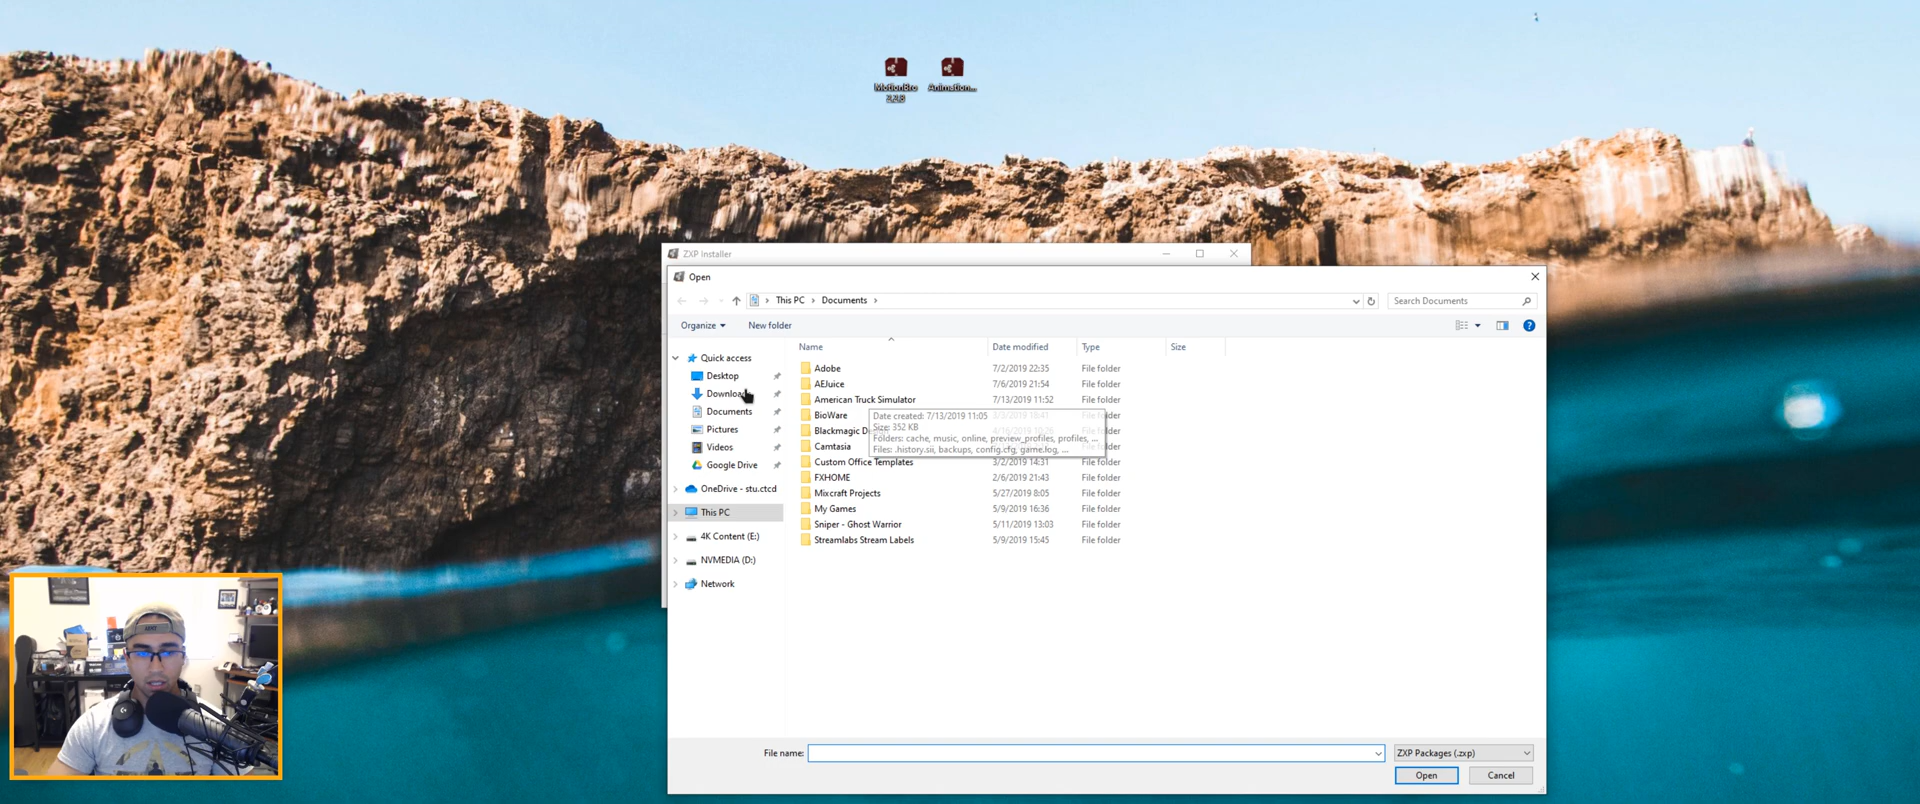 MotionBro
2.2.3
Animation...
ZXP Installer
Open
This PC > Documents >
Search Documents
Organize
New folder
Name
Date modified
Type
Size
Quick access
Desktop
Documents
Pictures
Videos
Google Drive
OneDrive - stu.ctcd
This PC
4K Content (E:)
NVMEDIA (D:)
Network
Adobe 7/2/2019 22:35 File folder
AEJuice 7/6/2019 21:54 File folder
American Truck Simulator 7/13/2019 11:52 File folder
BioWare
Blackmagic
Camtasia
Date created: 7/13/2019 11:05
Size: 352 KB
Folders: cache, music, online, preview_profiles, profiles, ...
Files: .history.sii, backups, config.cfg, game.log, ...
File folder
File folder
File folder
Custom Office Templates 3/2/2019 14:31 File folder
FXHOME 2/6/2019 21:43 File folder
Mixcraft Projects 5/27/2019 8:05 File folder
My Games 5/9/2019 16:36 File folder
Sniper - Ghost Warrior 5/11/2019 13:03 File folder
Streamlabs Stream Labels 5/9/2019 15:45 File folder
File name:
ZXP Packages (.zxp)
Open
Cancel